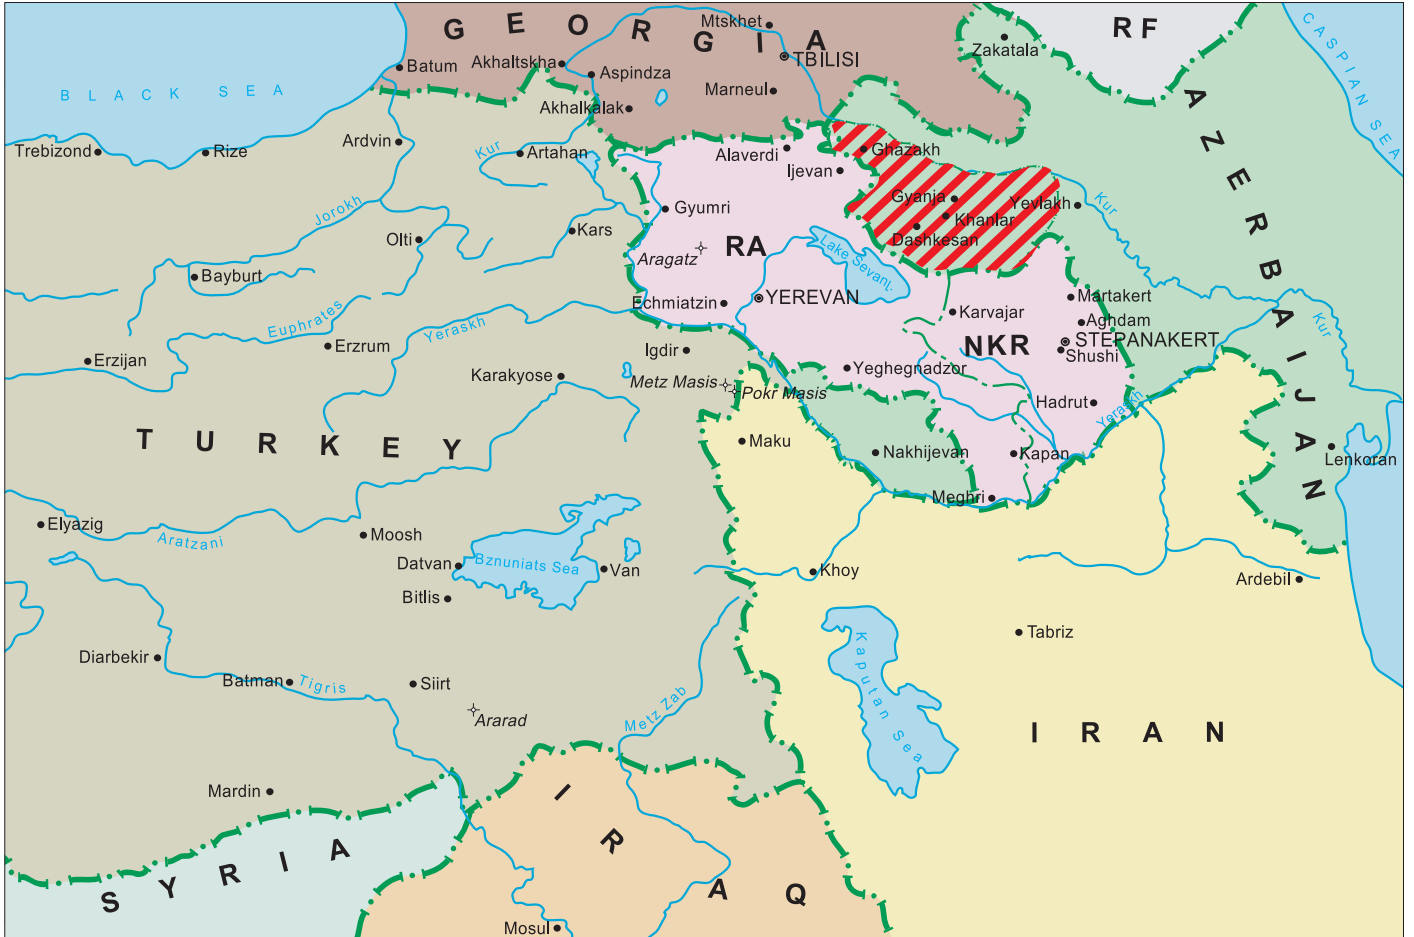 GEORGIA
RF
CASPIAN SEA
AZERBAIJAN
BLACK SEA
Mtskhet
Zakatala
Batum
Akhaltskha
Aspindza
TBILISI
Marneul
Akhalkalak
Trebizond
Rize
Ardvin
Kur
Artahan
Alaverdi
Ijevan
Ghazakh
Gyumri
Gyanja
Yevlakh
Kur
Khanlar
Dashkesan
Jorokh
Olti
Kars
Aragatz
RA
Lake Sevan
Bayburt
Echmiatzin
YEREVAN
Karvajar
Martakert
Aghdam
Kur
Euphrates
Yeraskh
Erzijan
Erzrum
Igdir
NKR
STEPANAKERT
Shushi
Karakyose
Metz Masis
Pokr Masis
Yeghegnadzor
Hadrut
Yeraskh
TURKEY
Maku
Nakhijevan
Kapan
Lenkoran
Meghri
Elyazig
Aratzani
Moosh
Datvan
Bznuniats Sea
Van
Khoy
Ardebil
Bitlis
Tabriz
Diarbekir
Batman
Tigris
Siirt
Ararad
Metz Zab
Kaputan Sea
IRAN
Mardin
SYRIA
IRAQ
Mosul